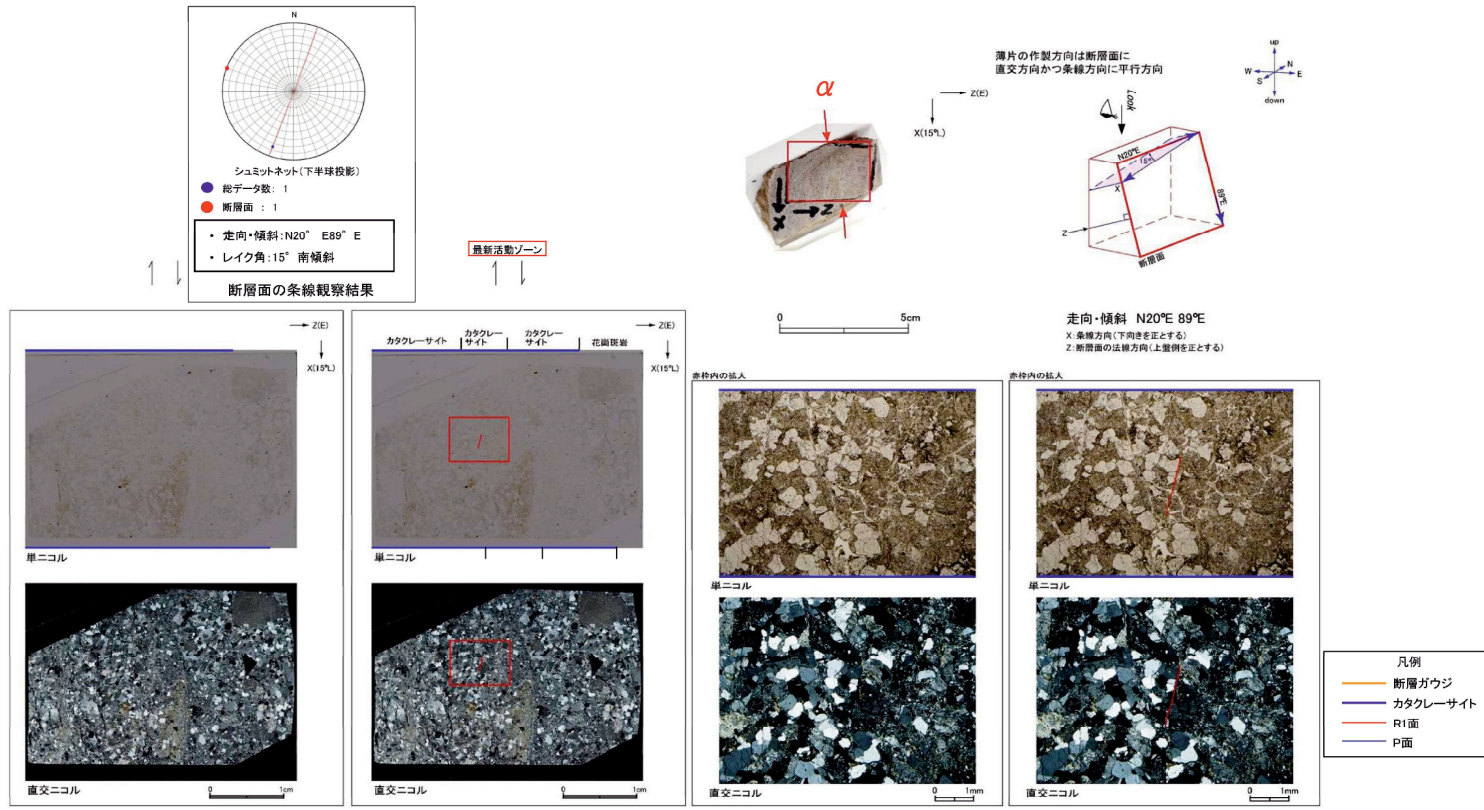 N
シュミットネット(下半球投影)
総データ数: 1
断層面 : 1
・ 走向・傾斜:N20° E89° E
・ レイク角:15° 南傾斜
断層面の条線観察結果
最新活動ゾーン
薄片の作製方向は断層面に
直交方向かつ条線方向に平行方向
up
N
W
E
S
down
α
Z(E)
X(15°L)
X
Z
Look
N20°E
15°
X
89°E
Z
断層面
0 5cm
走向・傾斜 N20°E 89°E
X:条線方向(下向きを正とする)
Z:断層面の法線方向(上盤側を正とする)
Z(E)
X(15°L)
単ニコル
直交ニコル
0 1cm
カタクレーサイト
カタクレー
サイト
カタクレー
サイト
花崗斑岩
Z(E)
X(15°L)
単ニコル
直交ニコル
0 1cm
赤枠内の拡大
単ニコル
直交ニコル
0 1mm
赤枠内の拡大
単ニコル
直交ニコル
0 1mm
凡例
断層ガウジ
カタクレーサイト
R1面
P面